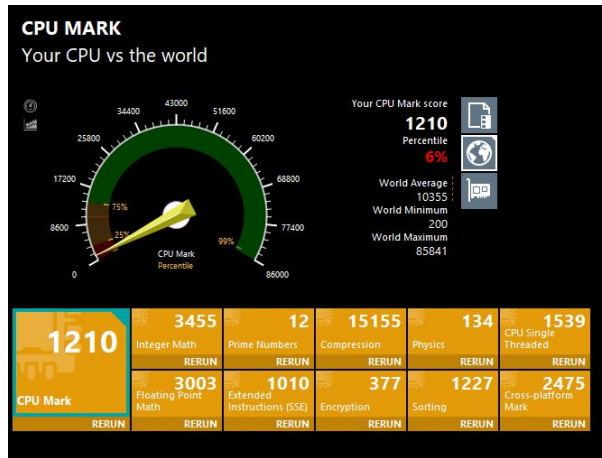 CPU MARK
Your CPU vs the world
0
8600
17200
25800
34400
43000
51600
60200
68800
77400
86000
25%
75%
99%
CPU Mark
Percentile
Your CPU Mark score
1210
Percentile
6%
World Average
10355
World Minimum
200
World Maximum
85841
1210
CPU Mark
RERUN
3455
Integer Math
RERUN
12
Prime Numbers
RERUN
15155
Compression
RERUN
134
Physics
RERUN
1539
CPU Single
Threaded
RERUN
3003
Floating Point
Math
RERUN
1010
Extended
Instructions (SSE)
RERUN
377
Encryption
RERUN
1227
Sorting
RERUN
2475
Cross-platform
Mark
RERUN